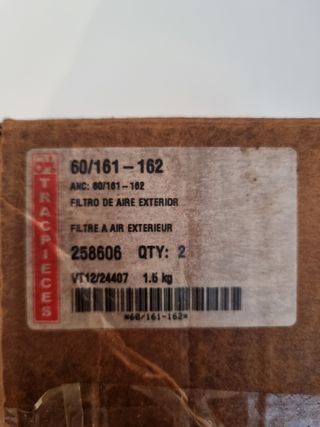 60/161-162
ANC: 60/161-162
FILTRO DE AIRE EXTERIOR
FILTRE A AIR EXTERIEUR
258606 QTY: 2
VT12/24407 1.5 kg
*60/161-162*
TRACPIECES